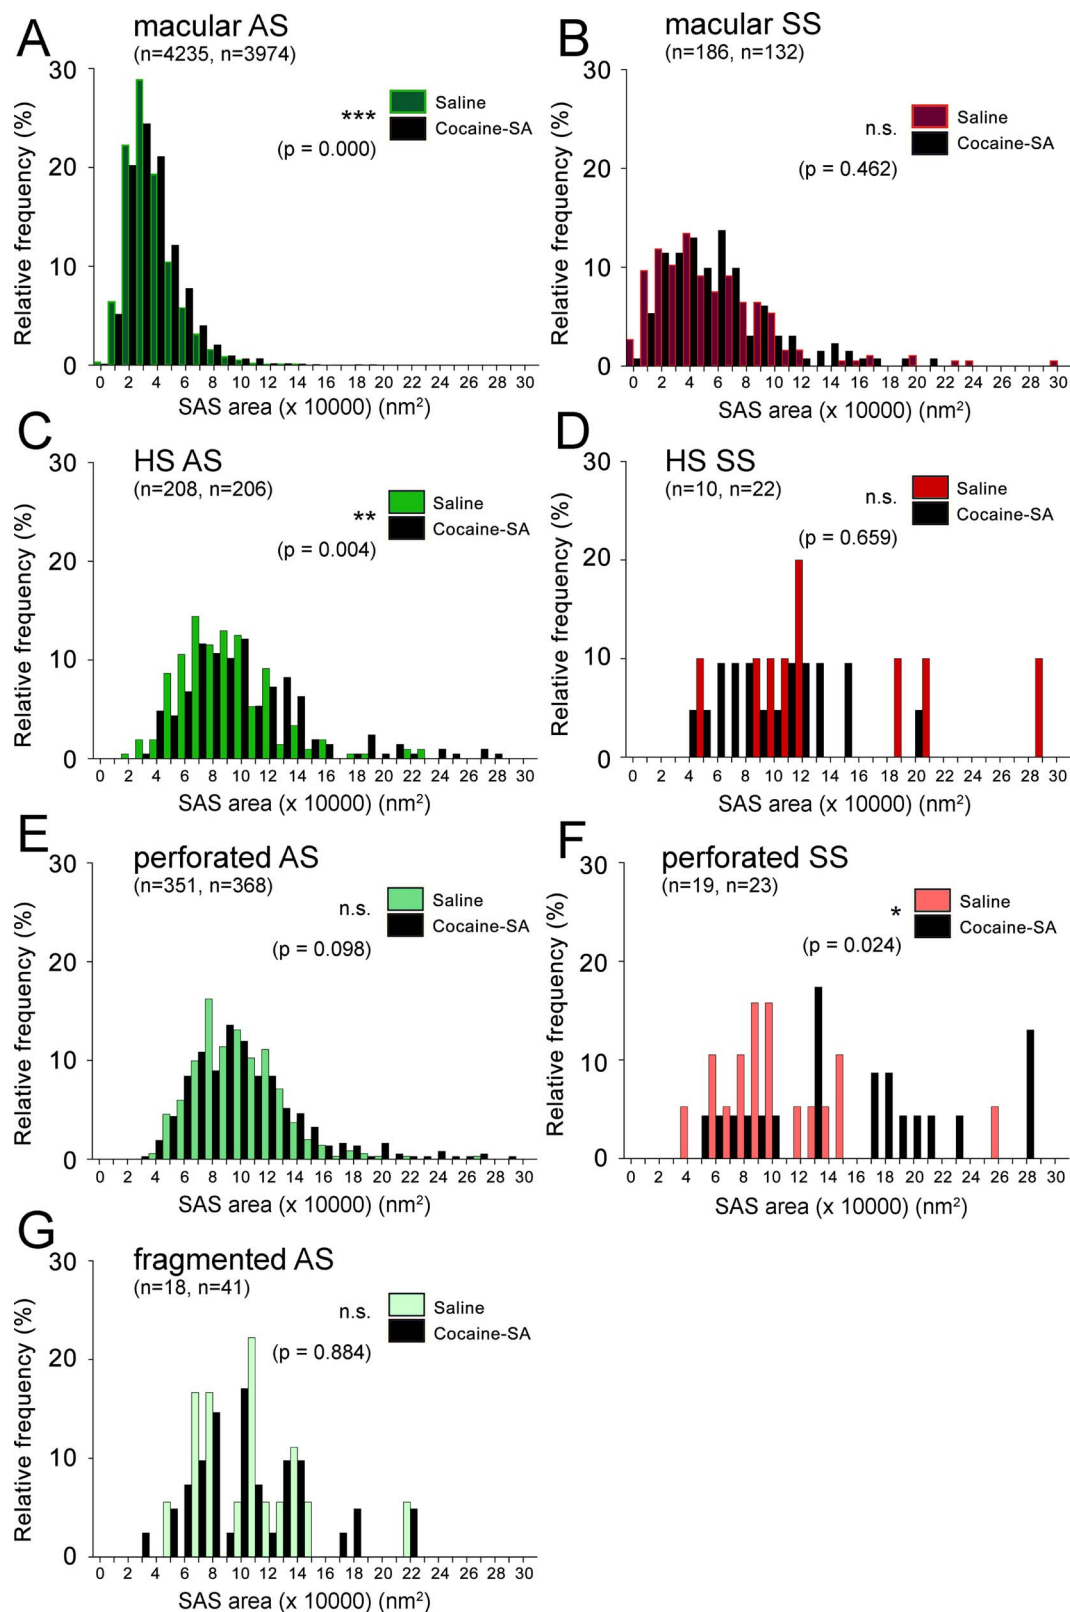 A
macular AS
(n=4235, n=3974)
Relative frequency (%)
30
20
10
0
***
(p = 0.000)
Saline
Cocaine-SA
0 2 4 6 8 10 12 14 16 18 20 22 24 26 28 30
SAS area (x 10000) (nm²)
B
macular SS
(n=186, n=132)
Relative frequency (%)
30
20
10
0
n.s.
(p = 0.462)
Saline
Cocaine-SA
0 2 4 6 8 10 12 14 16 18 20 22 24 26 28 30
SAS area (x 10000) (nm²)
C
HS AS
(n=208, n=206)
Relative frequency (%)
30
20
10
0
**
(p = 0.004)
Saline
Cocaine-SA
0 2 4 6 8 10 12 14 16 18 20 22 24 26 28 30
SAS area (x 10000) (nm²)
D
HS SS
(n=10, n=22)
Relative frequency (%)
30
20
10
0
n.s.
(p = 0.659)
Saline
Cocaine-SA
0 2 4 6 8 10 12 14 16 18 20 22 24 26 28 30
SAS area (x 10000) (nm²)
E
perforated AS
(n=351, n=368)
Relative frequency (%)
30
20
10
0
n.s.
(p = 0.098)
Saline
Cocaine-SA
0 2 4 6 8 10 12 14 16 18 20 22 24 26 28 30
SAS area (x 10000) (nm²)
F
perforated SS
(n=19, n=23)
Relative frequency (%)
30
20
10
0
*
(p = 0.024)
Saline
Cocaine-SA
0 2 4 6 8 10 12 14 16 18 20 22 24 26 28 30
SAS area (x 10000) (nm²)
G
fragmented AS
(n=18, n=41)
Relative frequency (%)
30
20
10
0
n.s.
(p = 0.884)
Saline
Cocaine-SA
0 2 4 6 8 10 12 14 16 18 20 22 24 26 28 30
SAS area (x 10000) (nm²)